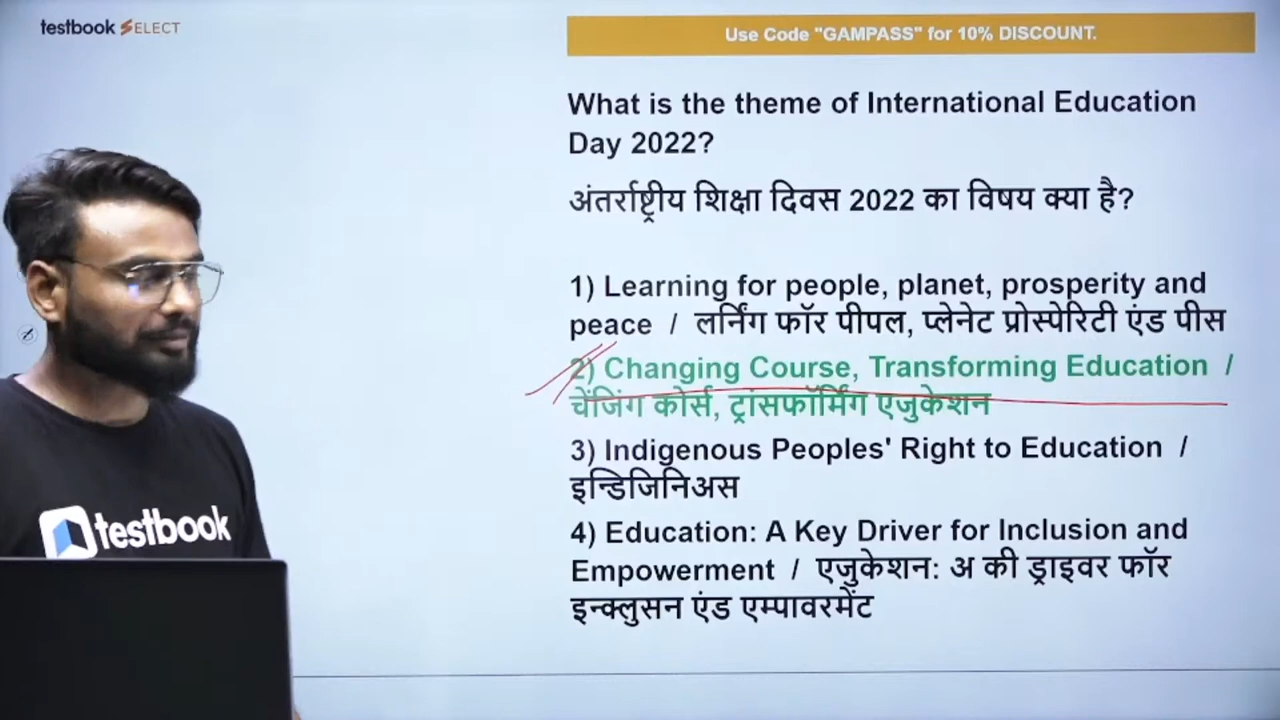 testbook SELECT
Use Code "GAMPASS" for 10% DISCOUNT.
What is the theme of International Education
Day 2022?
अंतर्राष्ट्रीय शिक्षा दिवस 2022 का विषय क्या है?
1) Learning for people, planet, prosperity and
peace / लर्निंग फॉर पीपल, प्लेनेट प्रोस्पेरिटी एंड पीस
2) Changing Course, Transforming Education /
चेंजिंग कोर्स, ट्रांसफॉर्मिंग एजुकेशन
3) Indigenous Peoples' Right to Education /
इन्डिजिनिअस
4) Education: A Key Driver for Inclusion and
Empowerment / एजुकेशन: अ की ड्राइवर फॉर
इन्क्लुसन एंड एम्पावरमेंट
testbook